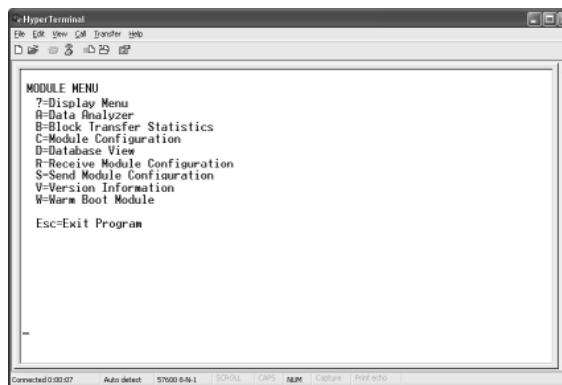 HyperTerminal
File Edit View Call Transfer Help
MODULE MENU
?=Display Menu
A=Data Analyzer
B=Block Transfer Statistics
C=Module Configuration
D=Database View
R=Receive Module Configuration
S=Send Module Configuration
V=Version Information
W=Warm Boot Module
Esc=Exit Program
Connected 0:00:07 Auto detect 57600 8-N-1 SCROLL CAPS NUM Capture Print echo